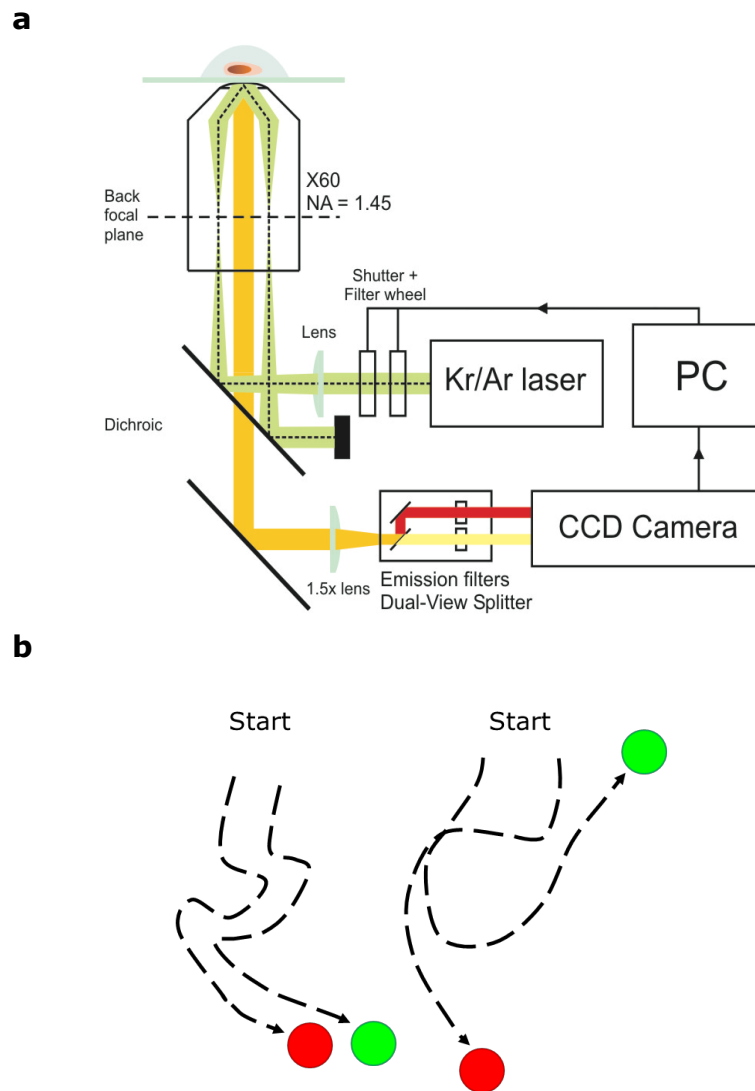 a
X60
NA = 1.45
Back
focal
plane
Shutter +
Filter wheel
Lens
Kr/Ar laser
PC
Dichroic
CCD Camera
1.5x lens
Emission filters
Dual-View Splitter
b
Start
Start